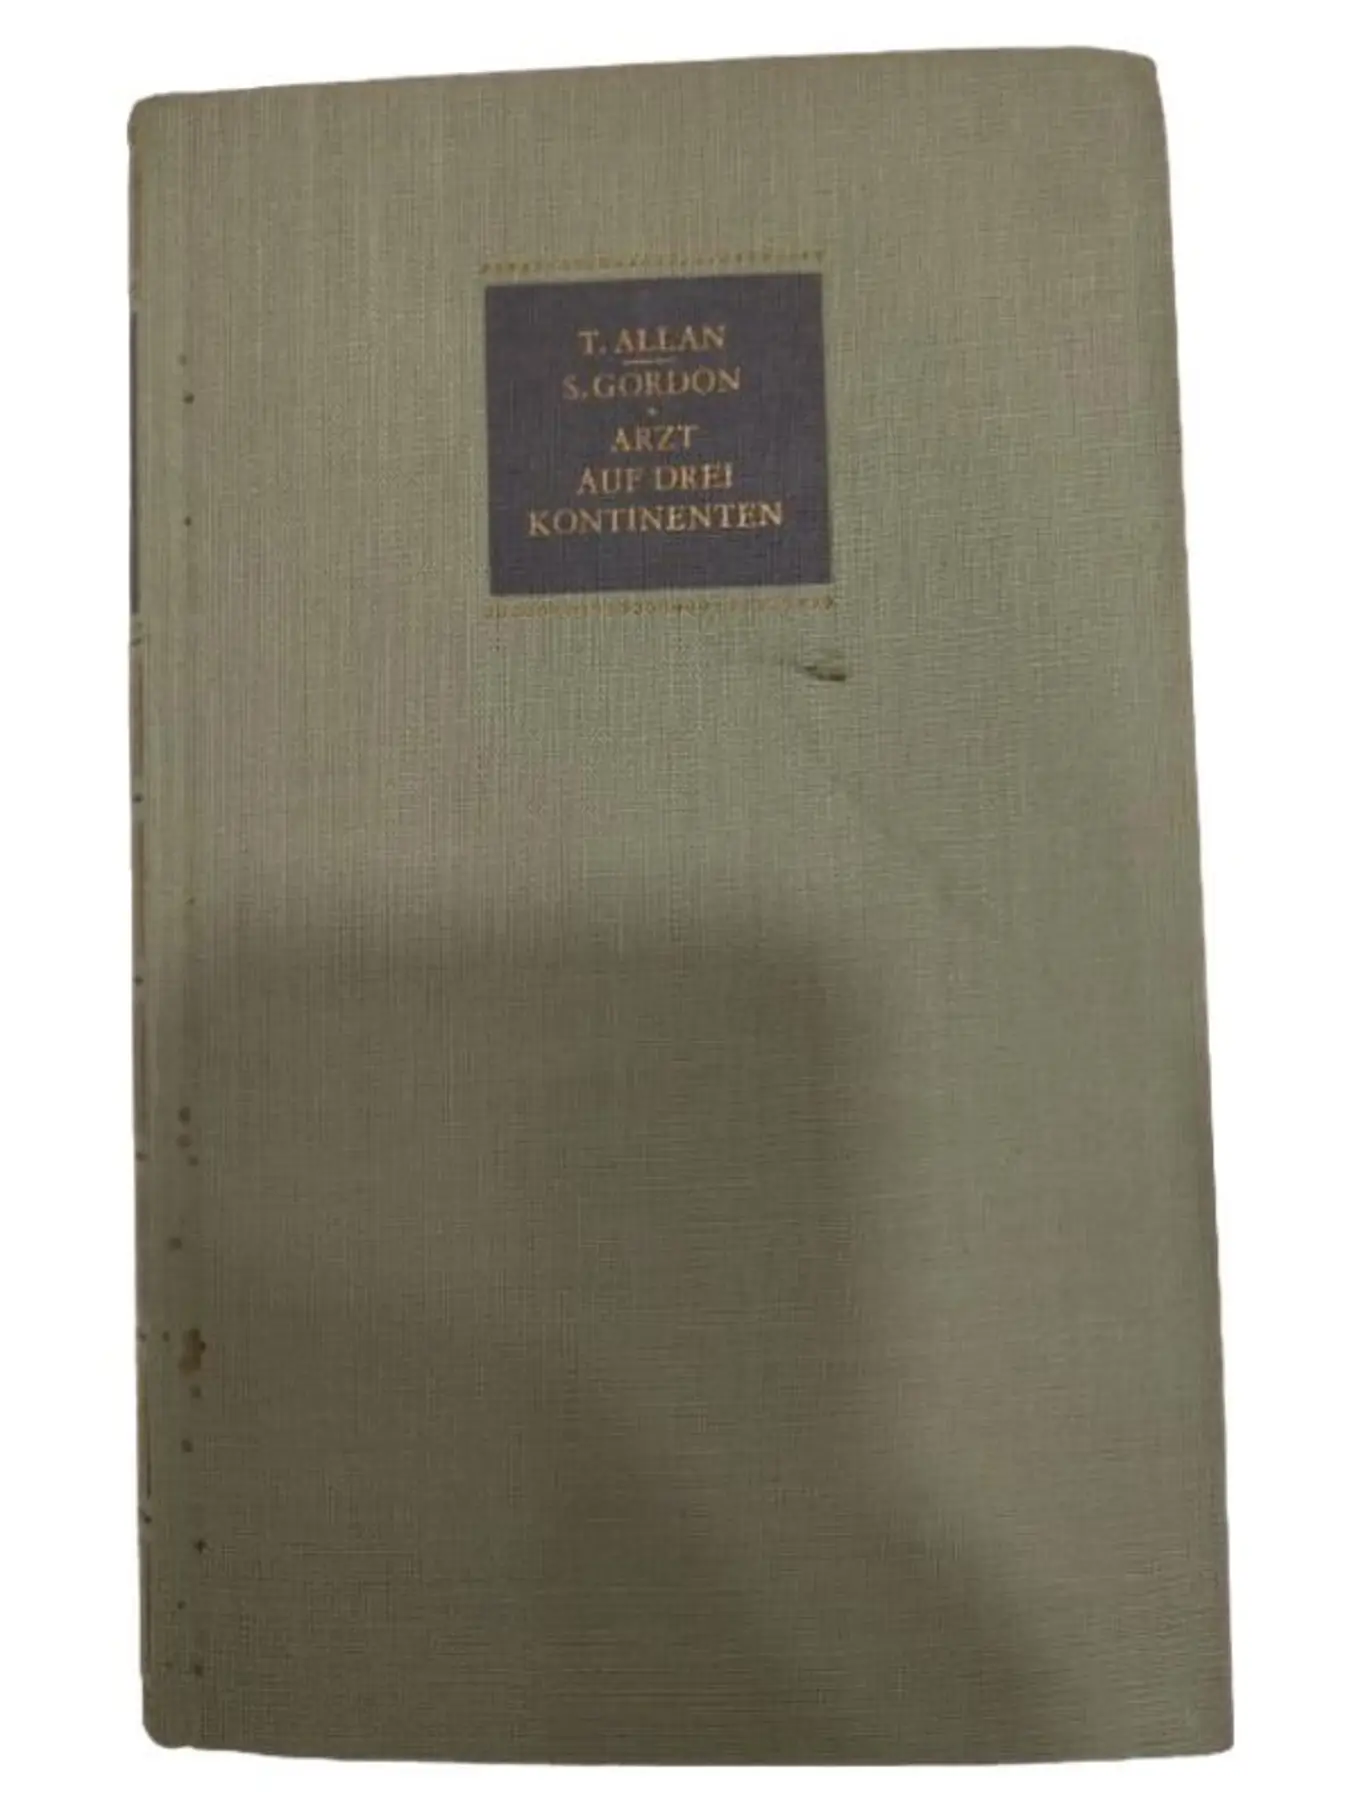 T. ALLAN
S. GORDON
ARZT
AUF DREI
KONTINENTEN